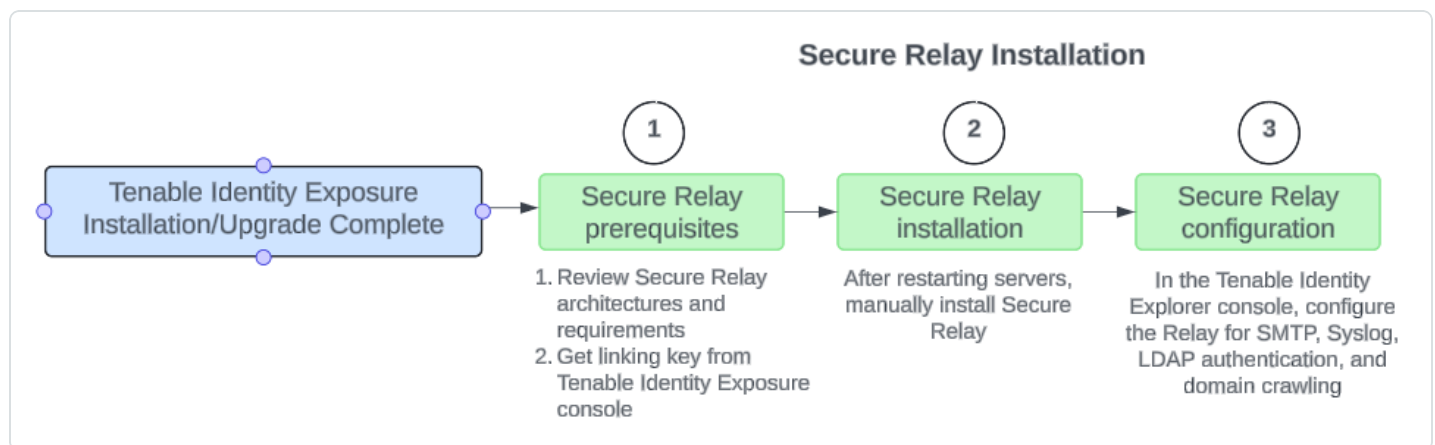 Secure Relay Installation
1
2
3
Tenable Identity Exposure
Installation/Upgrade Complete
Secure Relay
prerequisites
Secure Relay
installation
Secure Relay
configuration
1. Review Secure Relay
architectures and
requirements
2. Get linking key from
Tenable Identity Exposure
console
After restarting servers,
manually install Secure
Relay
In the Tenable Identity
Explorer console, configure
the Relay for SMTP, Syslog,
LDAP authentication, and
domain crawling